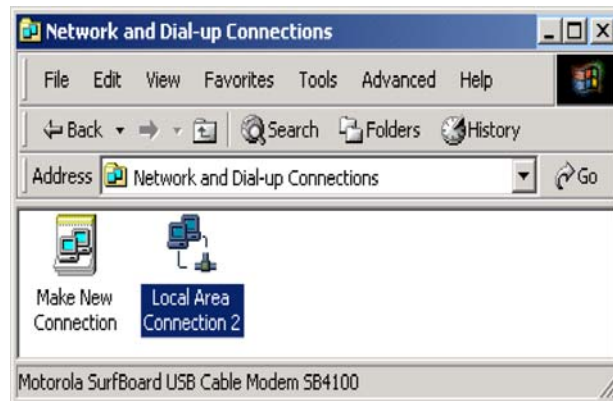 Network and Dial-up Connections
File Edit View Favorites Tools Advanced Help
Back Search Folders History
Address Network and Dial-up Connections Go
Make New Connection
Local Area Connection 2
Motorola SurfBoard USB Cable Modem SB4100